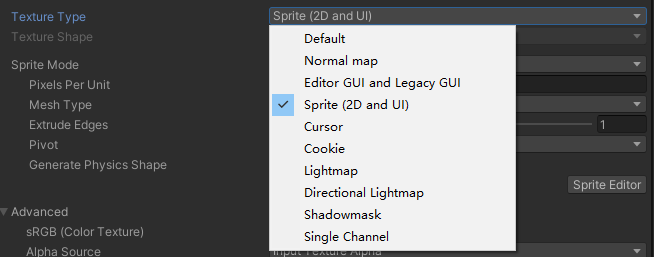 Texture Type Sprite (2D and UI)
Texture Shape
Default
Normal map
Sprite Mode
Pixels Per Unit
Editor GUI and Legacy GUI
Mesh Type
Sprite (2D and UI)
Extrude Edges
Cursor
1
Pivot
Cookie
Generate Physics Shape
Lightmap
Directional Lightmap
Sprite Editor
Advanced
Shadowmask
sRGB (Color Texture)
Single Channel
Alpha Source
Input Texture Alpha